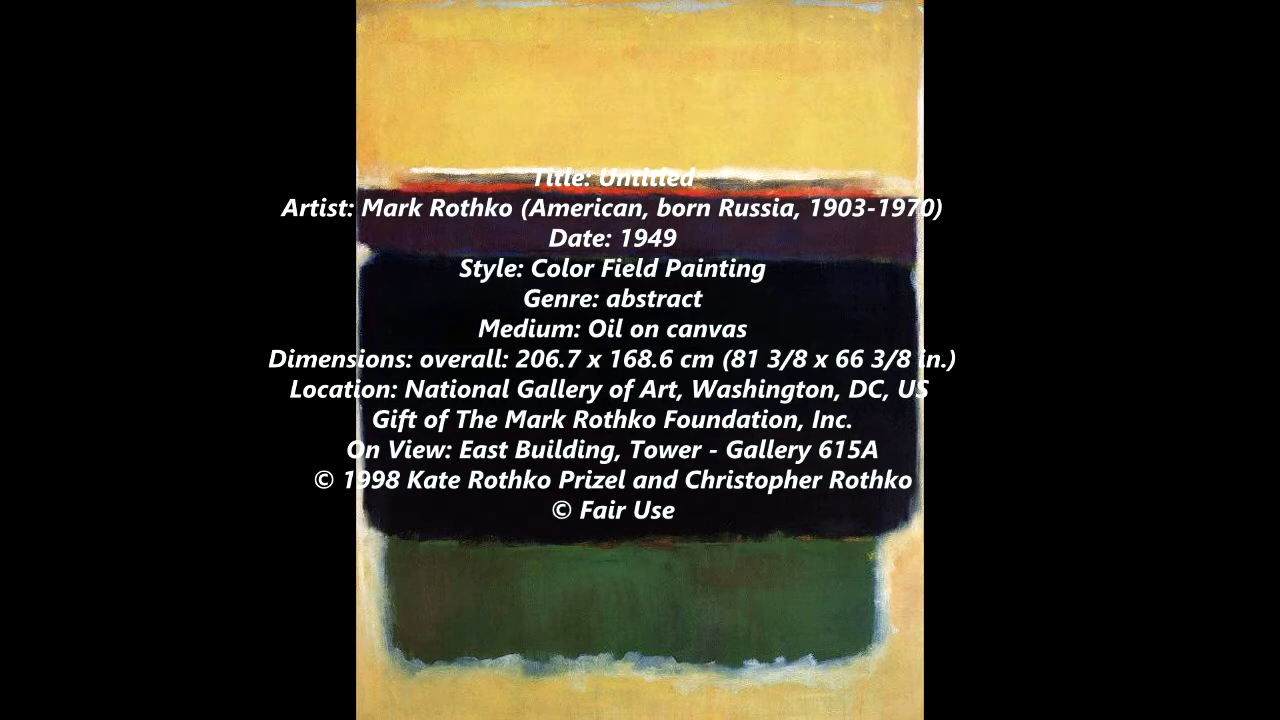 Title: Untitled
Artist: Mark Rothko (American, born Russia, 1903-1970)
Date: 1949
Style: Color Field Painting
Genre: abstract
Medium: Oil on canvas
Dimensions: overall: 206.7 x 168.6 cm (81 3/8 x 66 3/8 in.)
Location: National Gallery of Art, Washington, DC, US
Gift of The Mark Rothko Foundation, Inc.
On View: East Building, Tower - Gallery 615A
© 1998 Kate Rothko Prizel and Christopher Rothko
© Fair Use